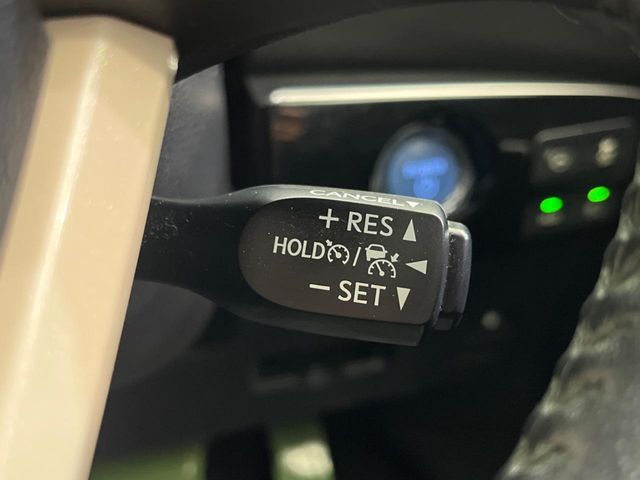 CANCEL▼
+ RES ▲
HOLD / ◀
− SET ▼